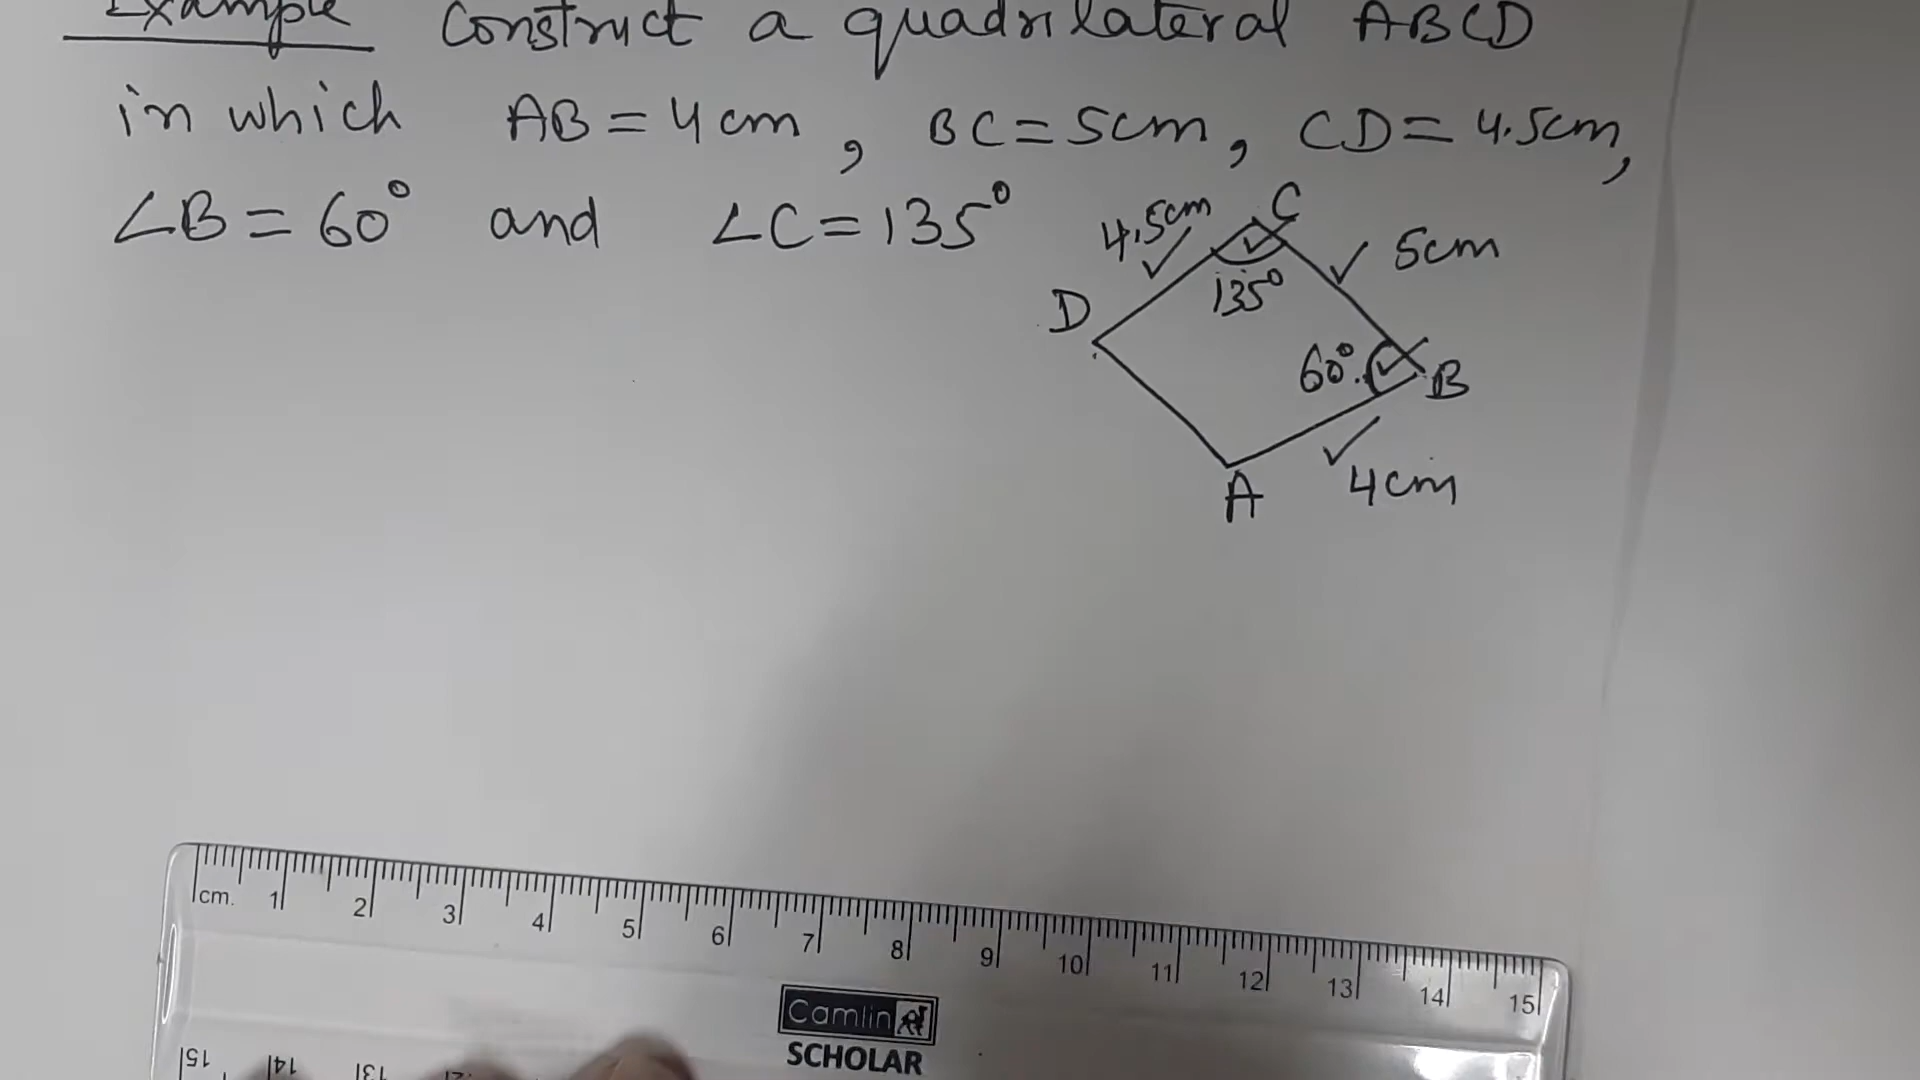 Example Construct a quadrilateral ABCD
in which AB = 4cm, BC = 5cm, CD = 4.5cm,
∠B = 60° and ∠C = 135°
4.5cm C 5cm
135°
D
60° B
A 4cm
cm. 1 2 3 4 5 6 7 8 9 10 11 12 13 14 15
Camlin
SCHOLAR
15 14 13 12